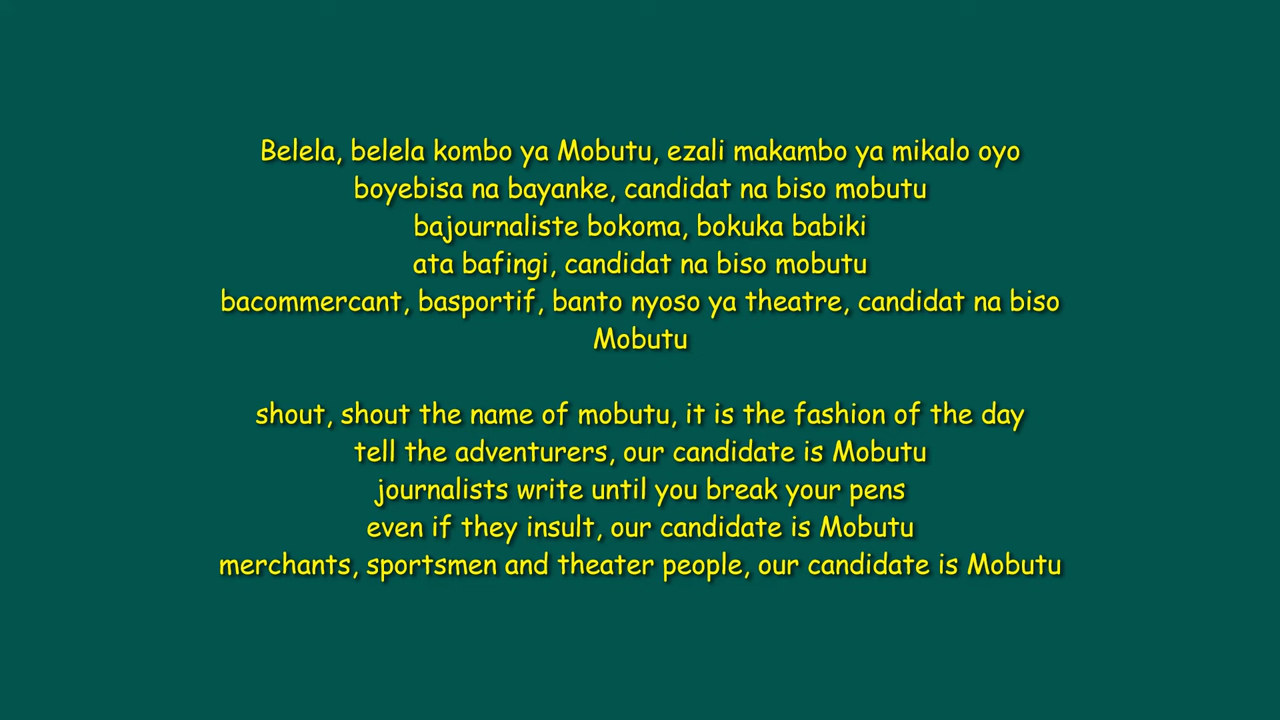 Belela, belela kombo ya Mobutu, ezali makambo ya mikalo oyo
boyebisa na bayanke, candidat na biso mobutu
bajournaliste bokoma, bokuka babiki
ata bafingi, candidat na biso mobutu
bacommercant, basportif, banto nyoso ya theatre, candidat na biso
Mobutu
shout, shout the name of mobutu, it is the fashion of the day
tell the adventurers, our candidate is Mobutu
journalists write until you break your pens
even if they insult, our candidate is Mobutu
merchants, sportsmen and theater people, our candidate is Mobutu